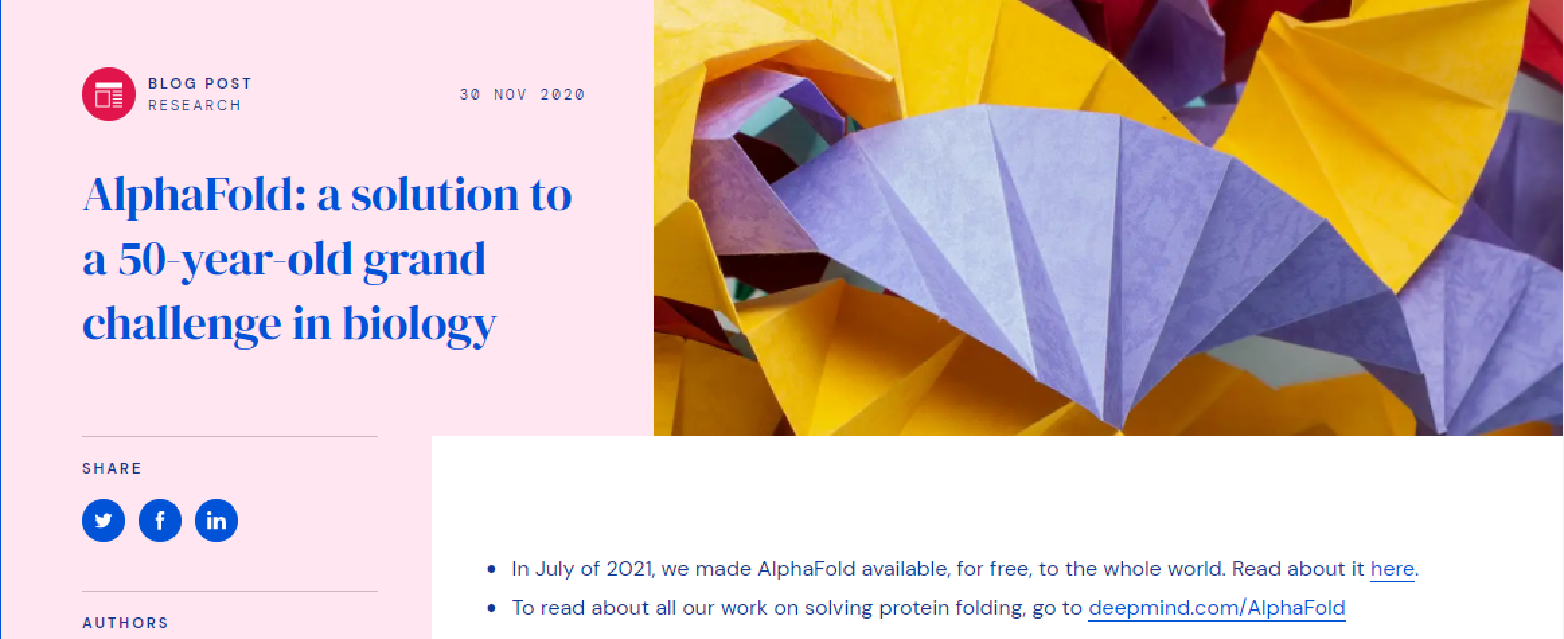 BLOG POST
RESEARCH
30 NOV 2020
AlphaFold: a solution to
a 50-year-old grand
challenge in biology
SHARE
AUTHORS
In July of 2021, we made AlphaFold available, for free, to the whole world. Read about it here.
To read about all our work on solving protein folding, go to deepmind.com/AlphaFold